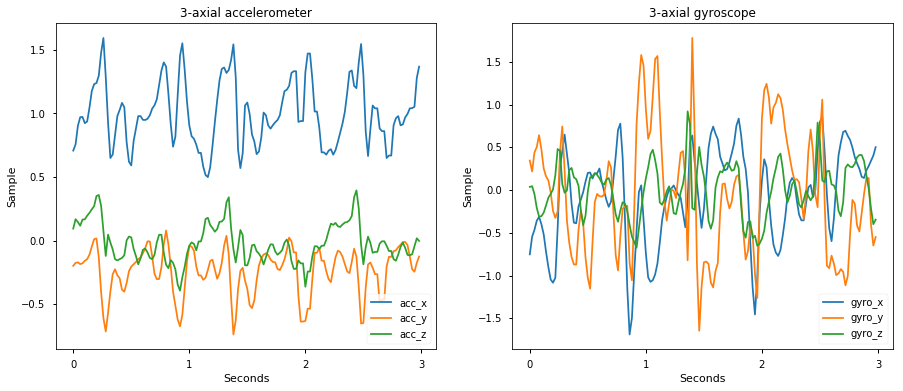 3-axial accelerometer
1.5
1.0
0.5
0.0
−0.5
Sample
0 1 2 3
Seconds
acc_x
acc_y
acc_z
3-axial gyroscope
1.5
1.0
0.5
0.0
−0.5
−1.0
−1.5
Sample
0 1 2 3
Seconds
gyro_x
gyro_y
gyro_z